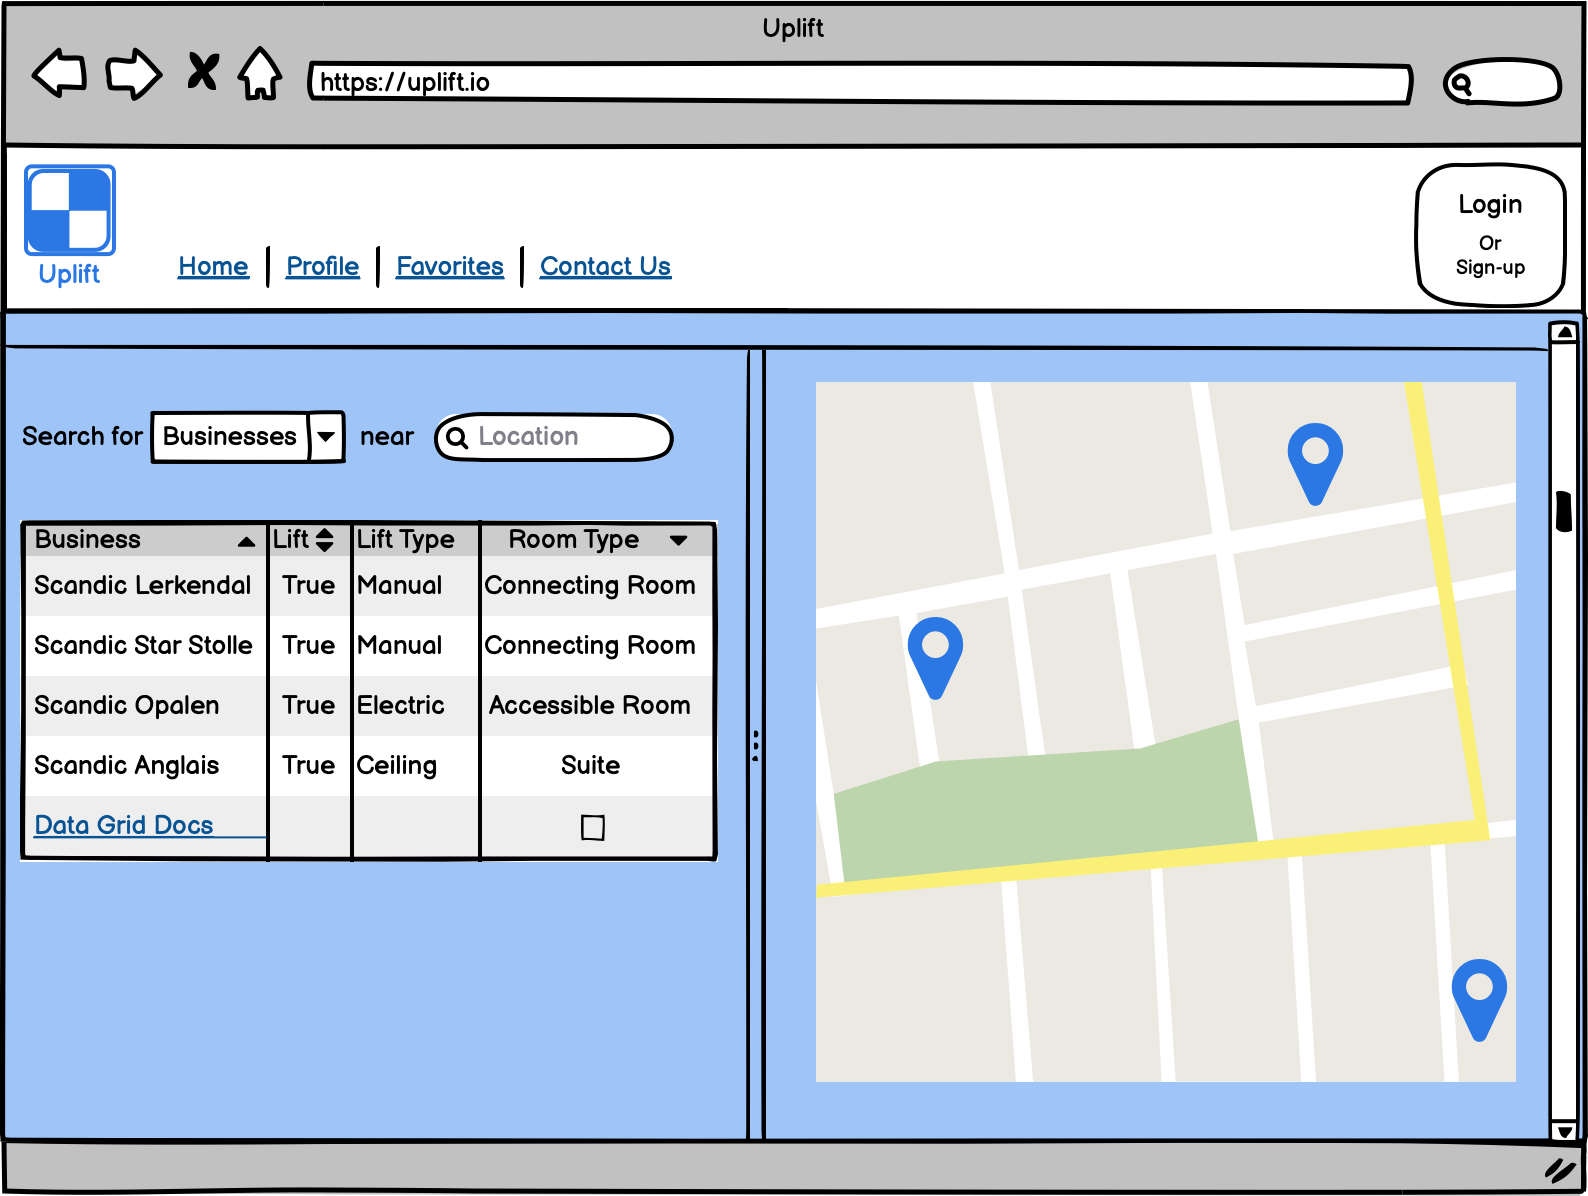 Uplift
https://uplift.io
Uplift
Home Profile Favorites Contact Us
Login
Or
Sign-up
Search for Businesses near Location
Business Lift Lift Type Room Type
Scandic Lerkendal True Manual Connecting Room
Scandic Star Stolle True Manual Connecting Room
Scandic Opalen True Electric Accessible Room
Scandic Anglais True Ceiling Suite
Data Grid Docs